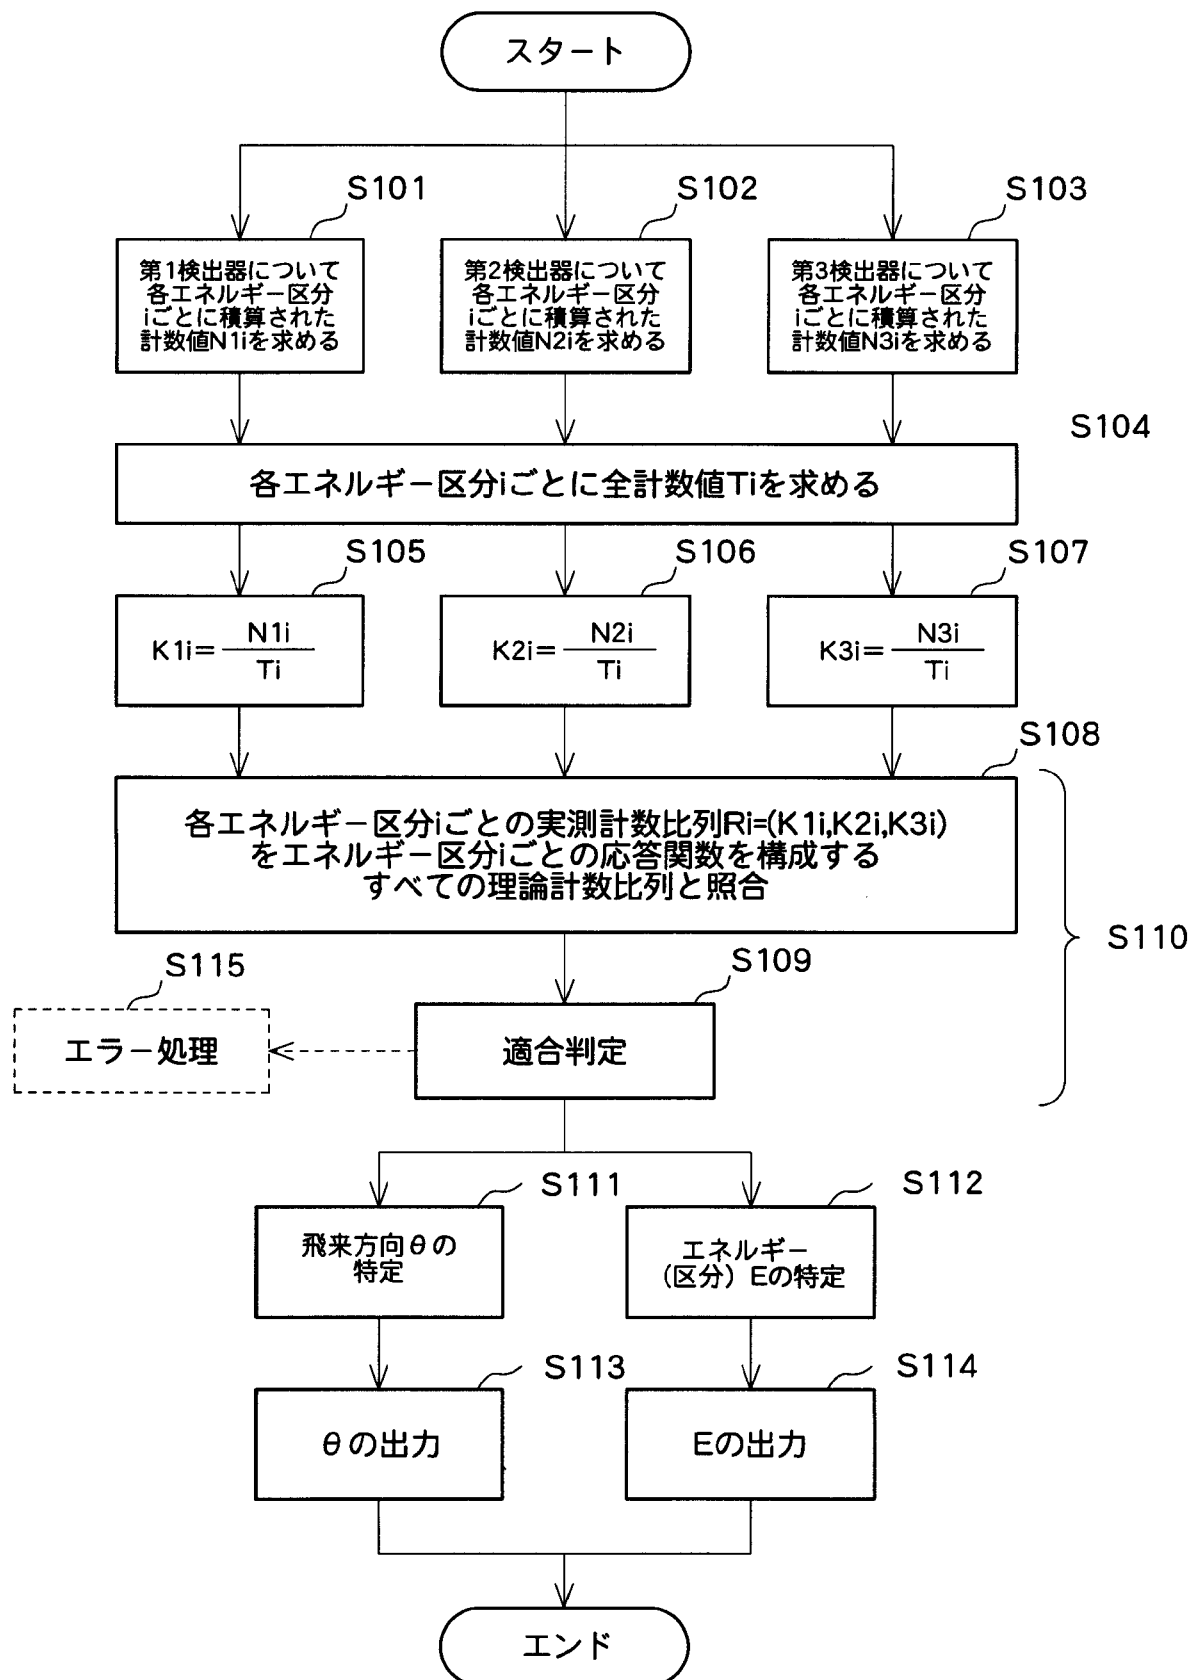 スタート
S101
S102
S103
第1検出器について
各エネルギー区分
iごとに積算された
計数値N1iを求める
第2検出器について
各エネルギー区分
iごとに積算された
計数値N2iを求める
第3検出器について
各エネルギー区分
iごとに積算された
計数値N3iを求める
S104
各エネルギー区分iごとに全計数値Tiを求める
S105
S106
S107
K1i= N1i
Ti
K2i= N2i
Ti
K3i= N3i
Ti
S108
各エネルギー区分iごとの実測計数比列Ri=(K1i,K2i,K3i)
をエネルギー区分iごとの応答関数を構成する
すべての理論計数比列と照合
S110
S109
S115
エラー処理
適合判定
S111
S112
飛来方向θの
特定
エネルギー
(区分) Eの特定
S113
S114
θの出力
Eの出力
エンド